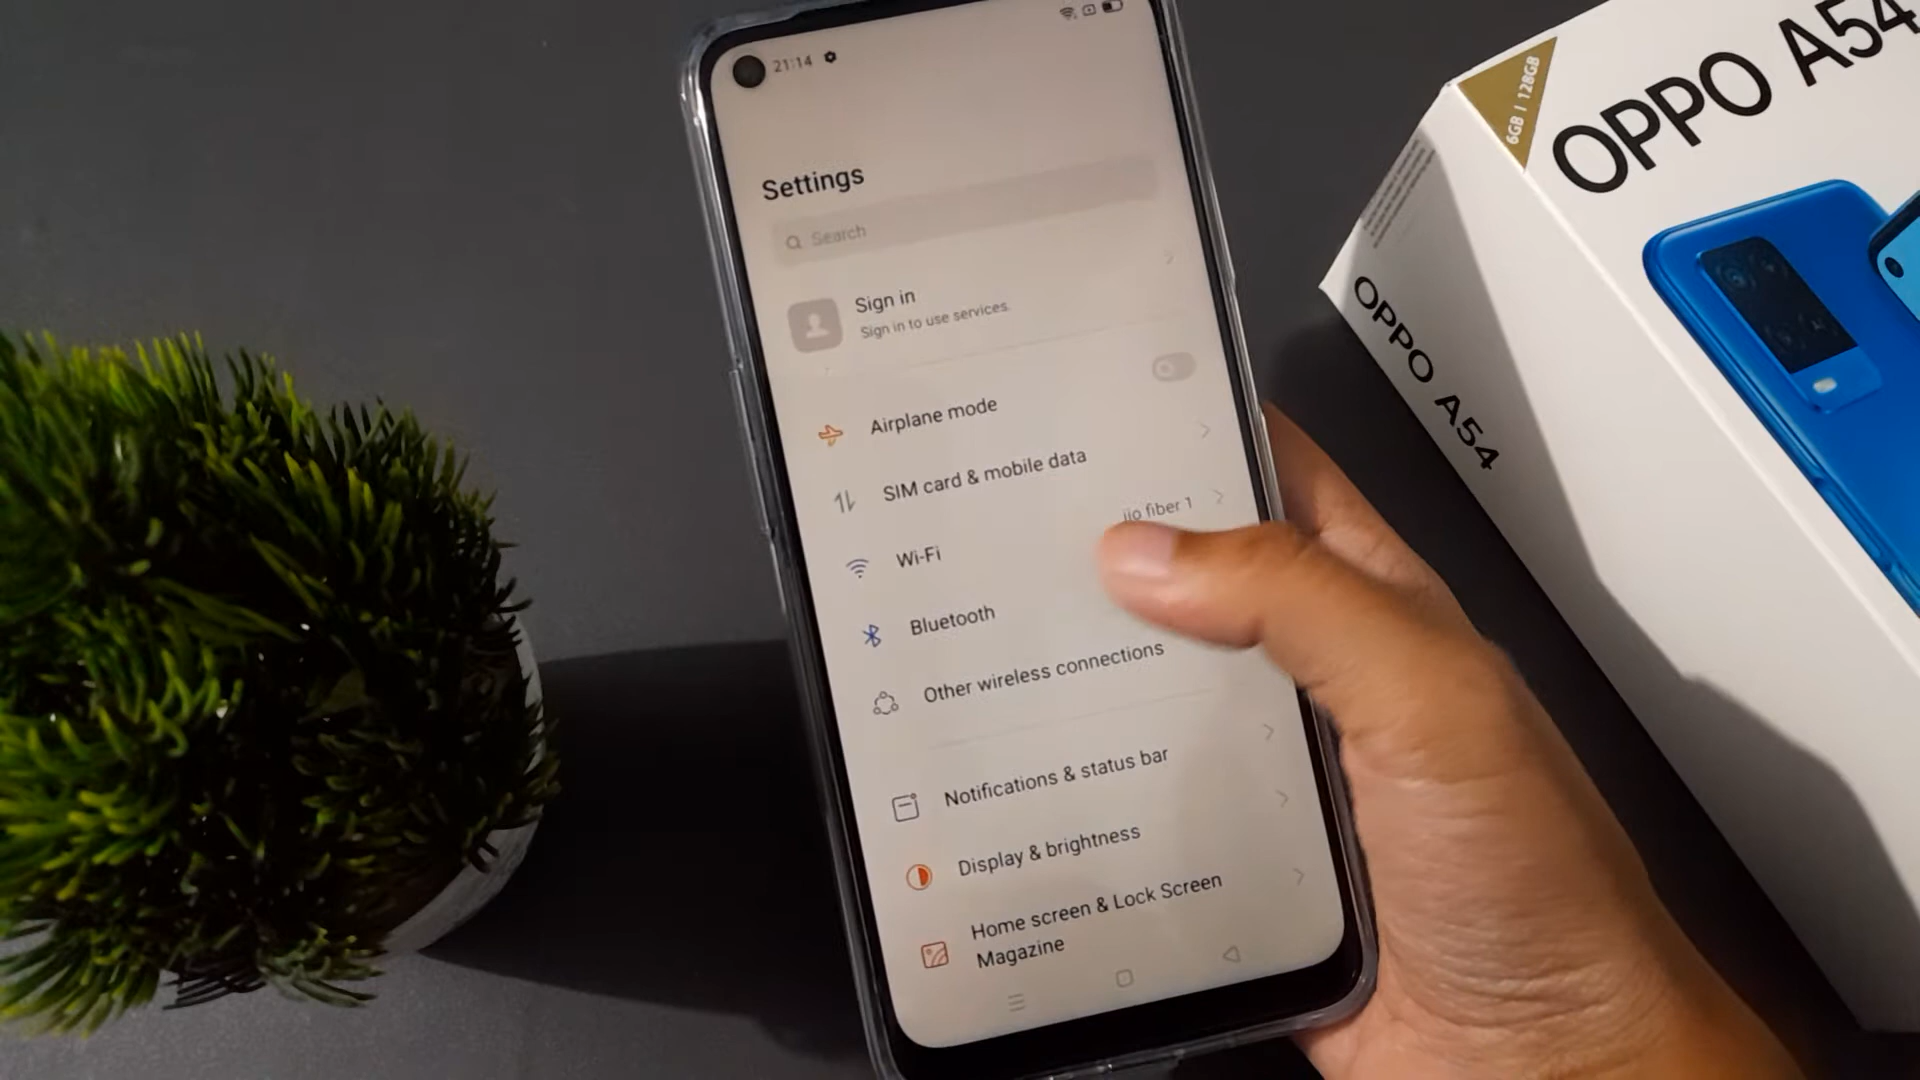 21:14
Settings
Search
Sign in
Sign in to use services.
Airplane mode
SIM card & mobile data
Wi-Fi
jio fiber 1
Bluetooth
Other wireless connections
Notifications & status bar
Display & brightness
Home screen & Lock Screen
Magazine
6GB | 128GB
OPPO A54
OPPO A54